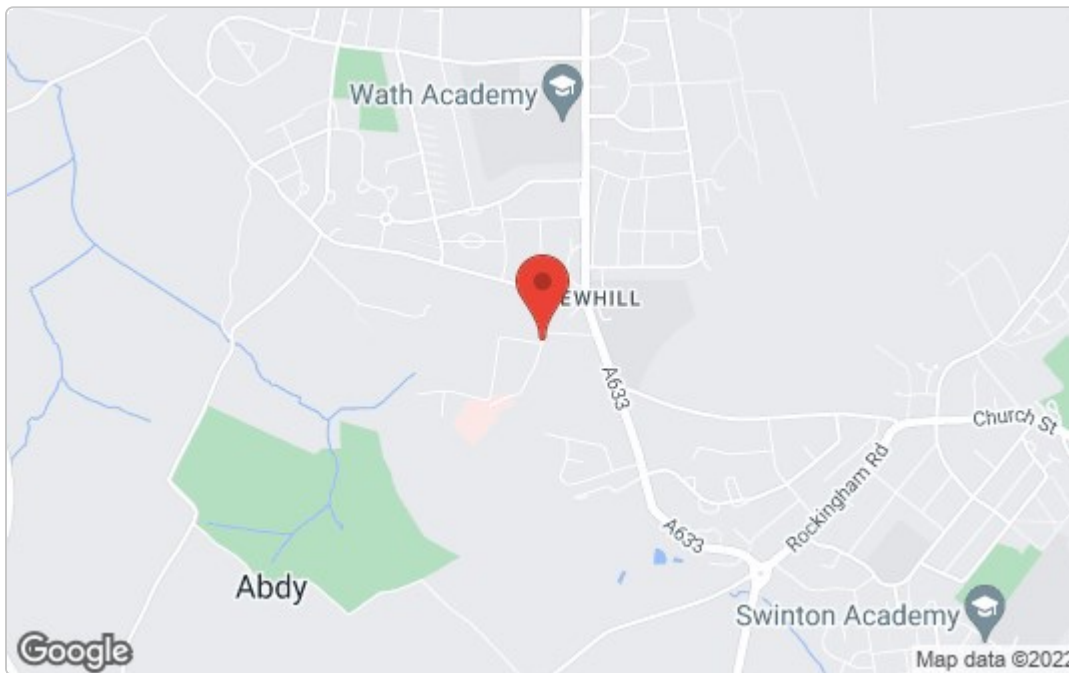 Wath Academy
EWHILL
A633
Church St
Rockingham Rd
A633
Abdy
Swinton Academy
Google
Map data ©2022